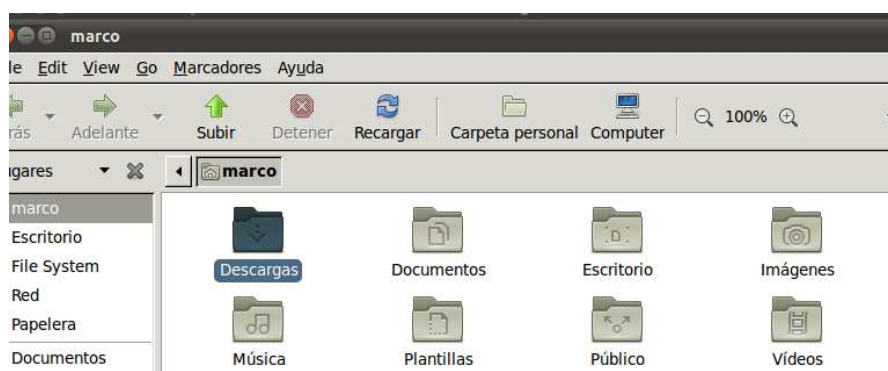 marco
le Edit View Go Marcadores Ayuda
rás Adelante Subir Detener Recargar Carpeta personal Computer 100%
gares marco
marco
Escritorio
File System
Red
Papelera
Documentos
Descargas Documentos Escritorio Imágenes
Música Plantillas Público Vídeos